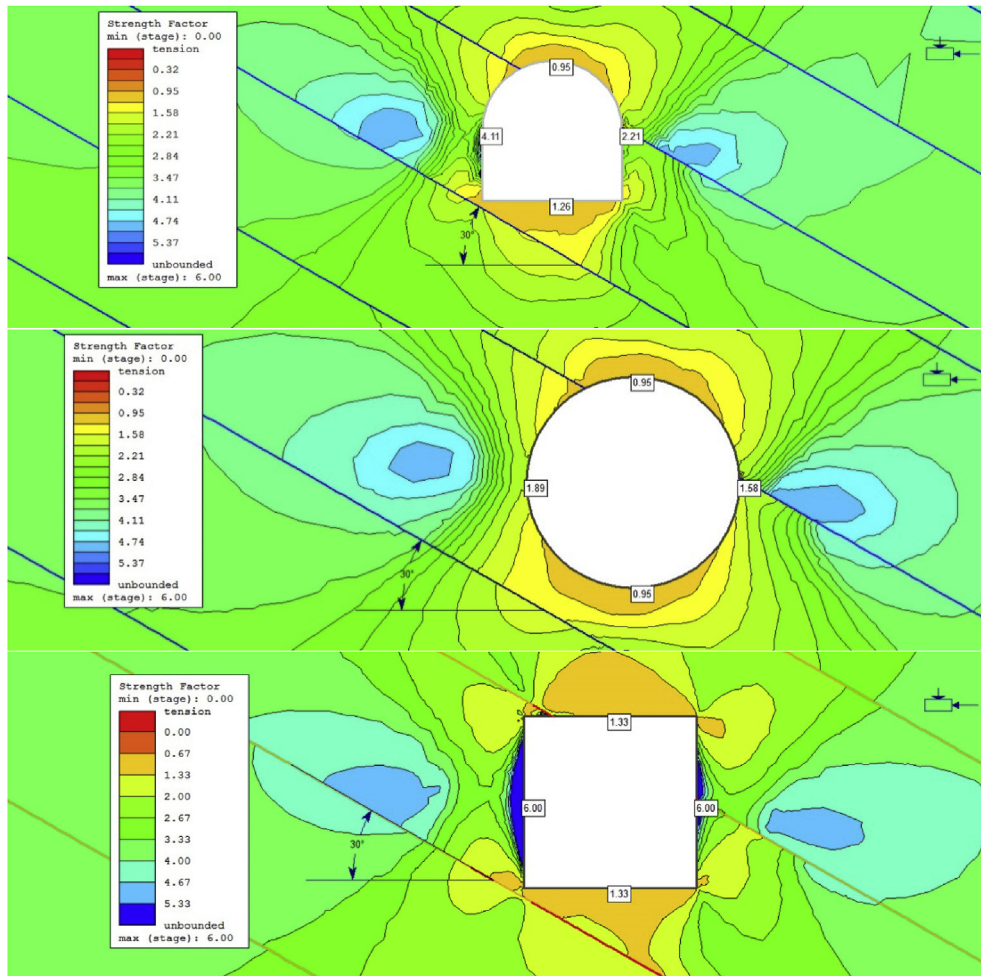 Strength Factor
min (stage): 0.00
tension
0.32
0.95
1.58
2.21
2.84
3.47
4.11
4.74
5.37
unbounded
max (stage): 6.00
0.95
4.11
2.21
1.26
30°
Strength Factor
min (stage): 0.00
tension
0.32
0.95
1.58
2.21
2.84
3.47
4.11
4.74
5.37
unbounded
max (stage): 6.00
0.95
1.89
1.58
0.95
30°
Strength Factor
min (stage): 0.00
tension
0.00
0.67
1.33
2.00
2.67
3.33
4.00
4.67
5.33
unbounded
max (stage): 6.00
1.33
6.00
6.00
1.33
30°